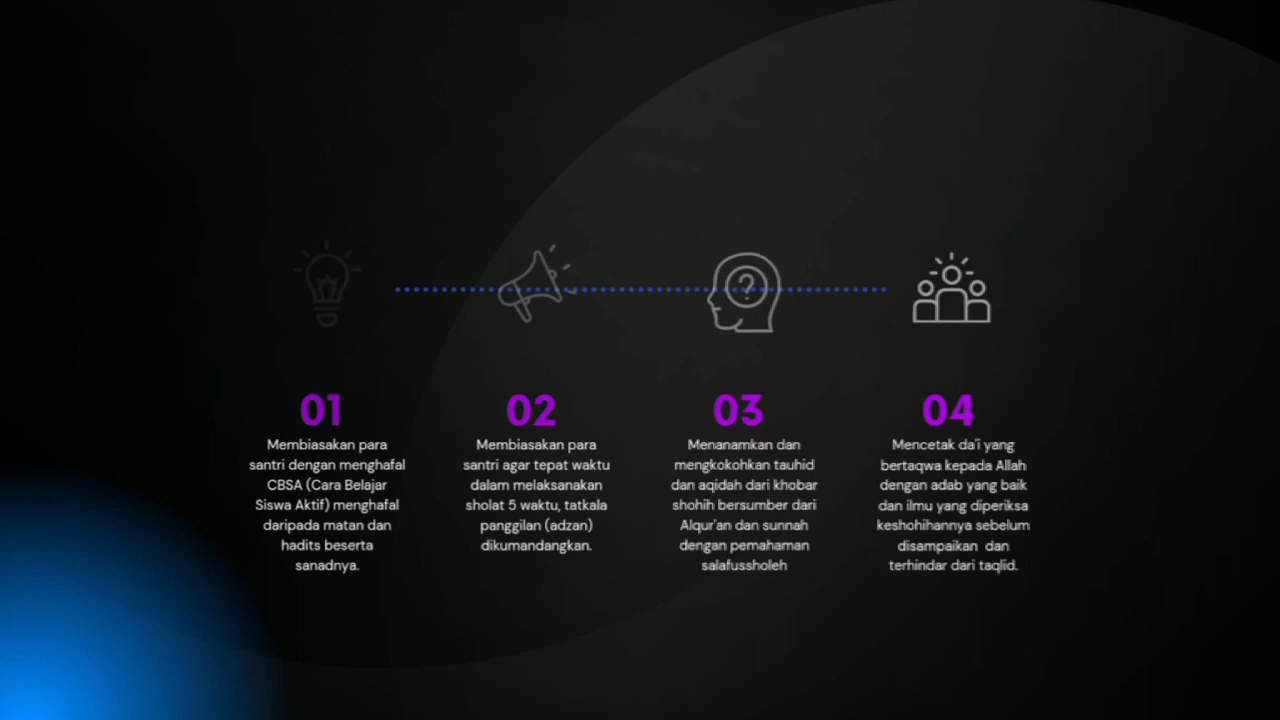 01
Membiasakan para
santri dengan menghafal
CBSA (Cara Belajar
Siswa Aktif) menghafal
daripada matan dan
hadits beserta
sanadnya.
02
Membiasakan para
santri agar tepat waktu
dalam melaksanakan
sholat 5 waktu, tatkala
panggilan (adzan)
dikumandangkan.
03
Menanamkan dan
mengkokohkan tauhid
dan aqidah dari khobar
shohih bersumber dari
Alqur'an dan sunnah
dengan pemahaman
salafussholeh
04
Mencetak da'i yang
bertaqwa kepada Allah
dengan adab yang baik
dan ilmu yang diperiksa
keshohihannya sebelum
disampaikan dan
terhindar dari taqlid.